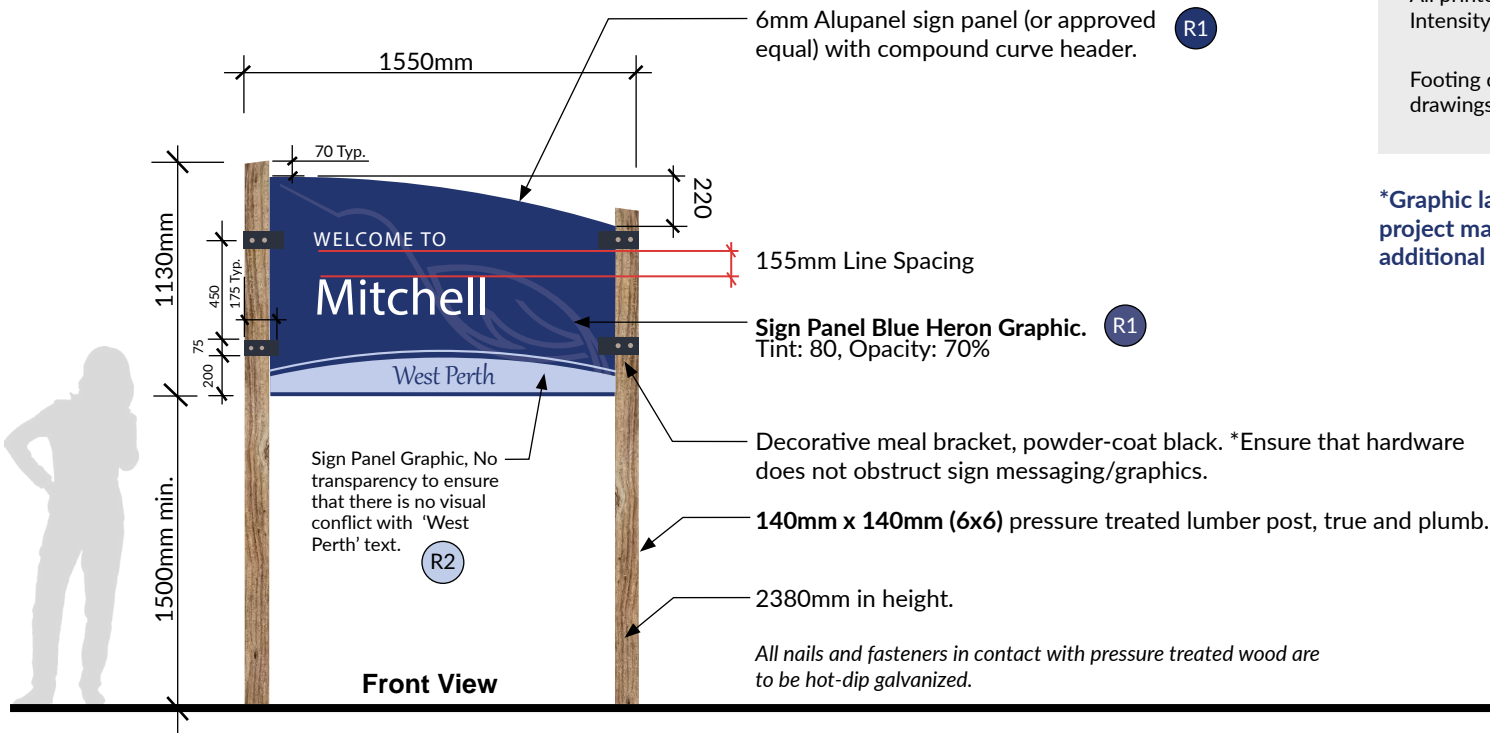 6mm Alupanel sign panel (or approved
equal) with compound curve header.
R1
Intensity
Footing
drawings
*Graphic
project
additional
1550mm
70 Typ.
220
1130mm
450
175 Typ.
75
200
1500mm min.
WELCOME TO
Mitchell
West Perth
155mm Line Spacing
Sign Panel Blue Heron Graphic.
R1
Tint: 80, Opacity: 70%
Decorative meal bracket, powder-coat black. *Ensure that hardware
does not obstruct sign messaging/graphics.
Sign Panel Graphic, No
transparency to ensure
that there is no visual
conflict with 'West
Perth' text.
R2
140mm x 140mm (6x6) pressure treated lumber post, true and plumb.
2380mm in height.
All nails and fasteners in contact with pressure treated wood are
to be hot-dip galvanized.
Front View